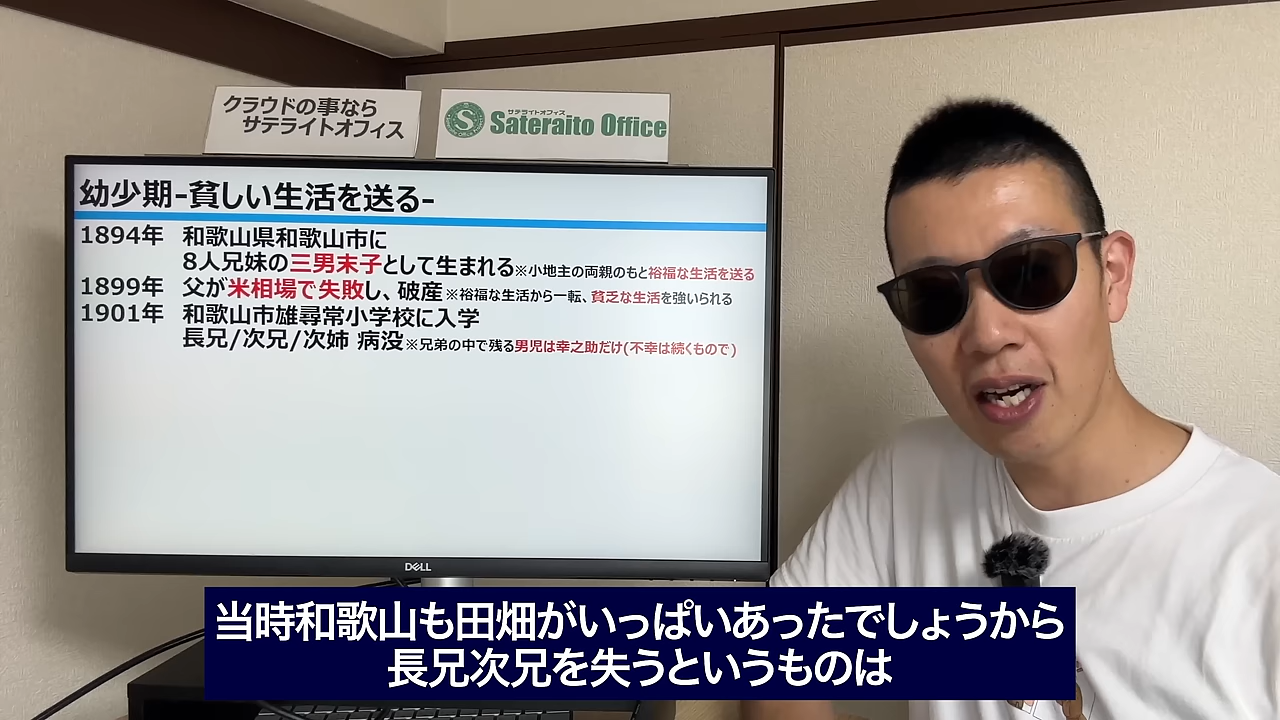 クラウドの事なら
サテライトオフィス
サテライトオフィス
Sateraito Office
幼少期-貧しい生活を送る-
1894年 和歌山県和歌山市に
8人兄妹の三男末子として生まれる※小地主の両親のもと裕福な生活を送る
1899年 父が米相場で失敗し、破産※裕福な生活から一転、貧乏な生活を強いられる
1901年 和歌山市雄尋常小学校に入学
長兄/次兄/次姉 病没※兄弟の中で残る男児は幸之助だけ(不幸は続くもので)
DELL
当時和歌山も田畑がいっぱいあったでしょうから
長兄次兄を失うというものは